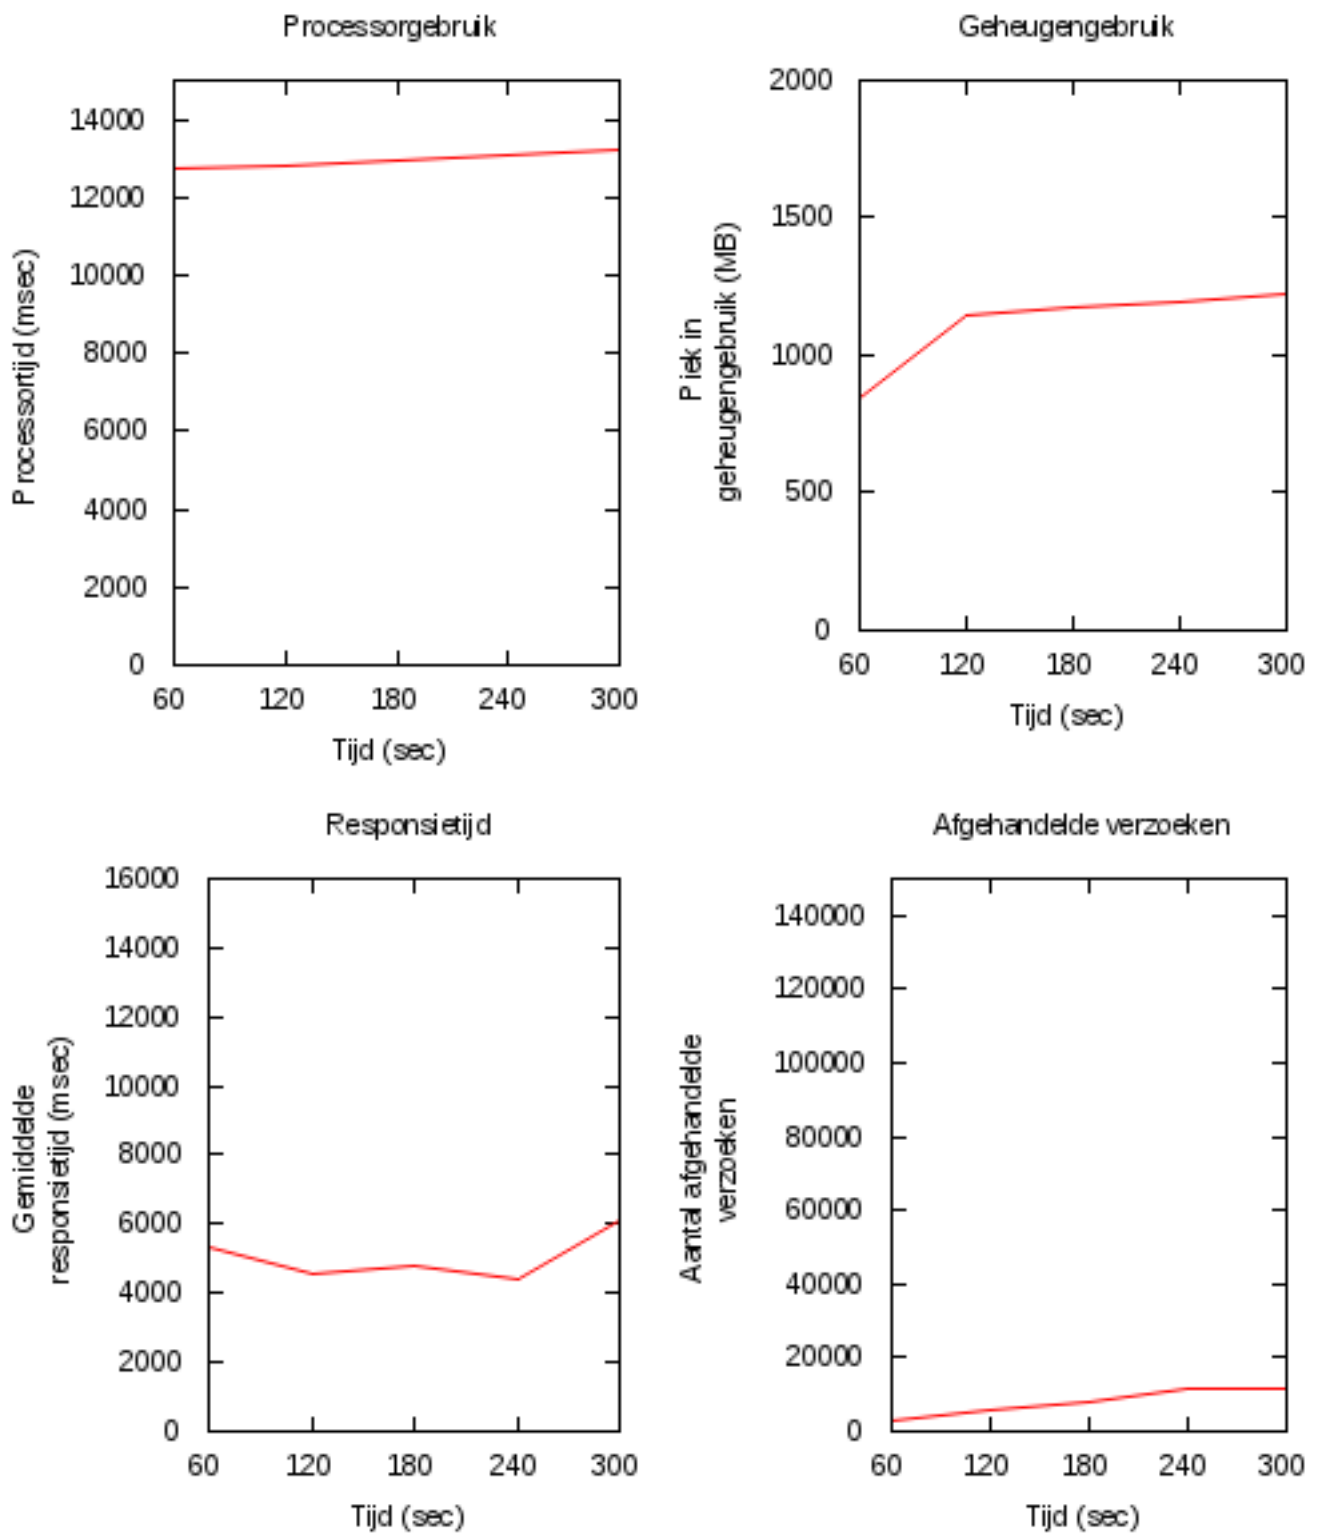 Processorgebruik
Processortijd (msec)
14000
12000
10000
8000
6000
4000
2000
0
60 120 180 240 300
Tijd (sec)
Geheugengebruik
Piek in
geheugengebruik (MB)
2000
1500
1000
500
0
60 120 180 240 300
Tijd (sec)
Responsietijd
Gemiddelde
responsietijd (msec)
16000
14000
12000
10000
8000
6000
4000
2000
0
60 120 180 240 300
Tijd (sec)
Afgehandelde verzoeken
Aantal afgehandelde
verzoeken
140000
120000
100000
80000
60000
40000
20000
0
60 120 180 240 300
Tijd (sec)